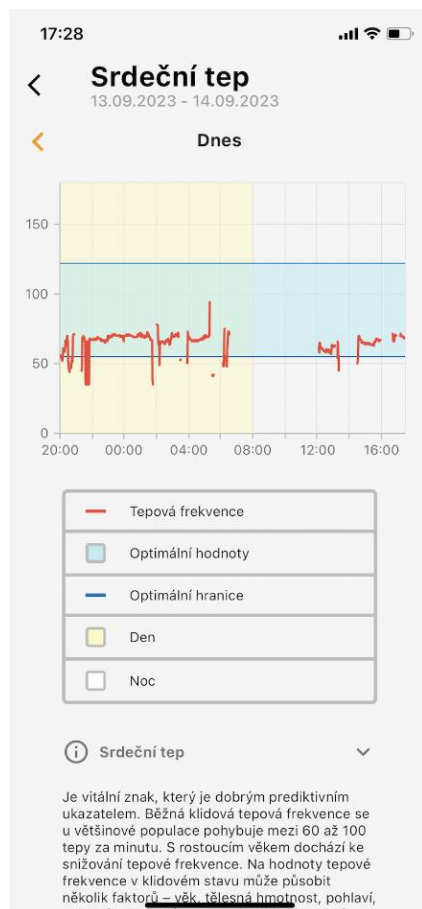 17:28
Srdeční tep
13.09.2023 - 14.09.2023
Dnes
150
100
50
0
20:00 00:00 04:00 08:00 12:00 16:00
Tepová frekvence
Optimální hodnoty
Optimální hranice
Den
Noc
Srdeční tep
Je vitální znak, který je dobrým prediktivním
ukazatelem. Běžná klidová tepová frekvence se
u většinové populace pohybuje mezi 60 až 100
tepy za minutu. S rostoucím věkem dochází ke
snižování tepové frekvence. Na hodnoty tepové
frekvence v klidovém stavu může působit
několik faktorů – věk, tělesná hmotnost, pohlaví,